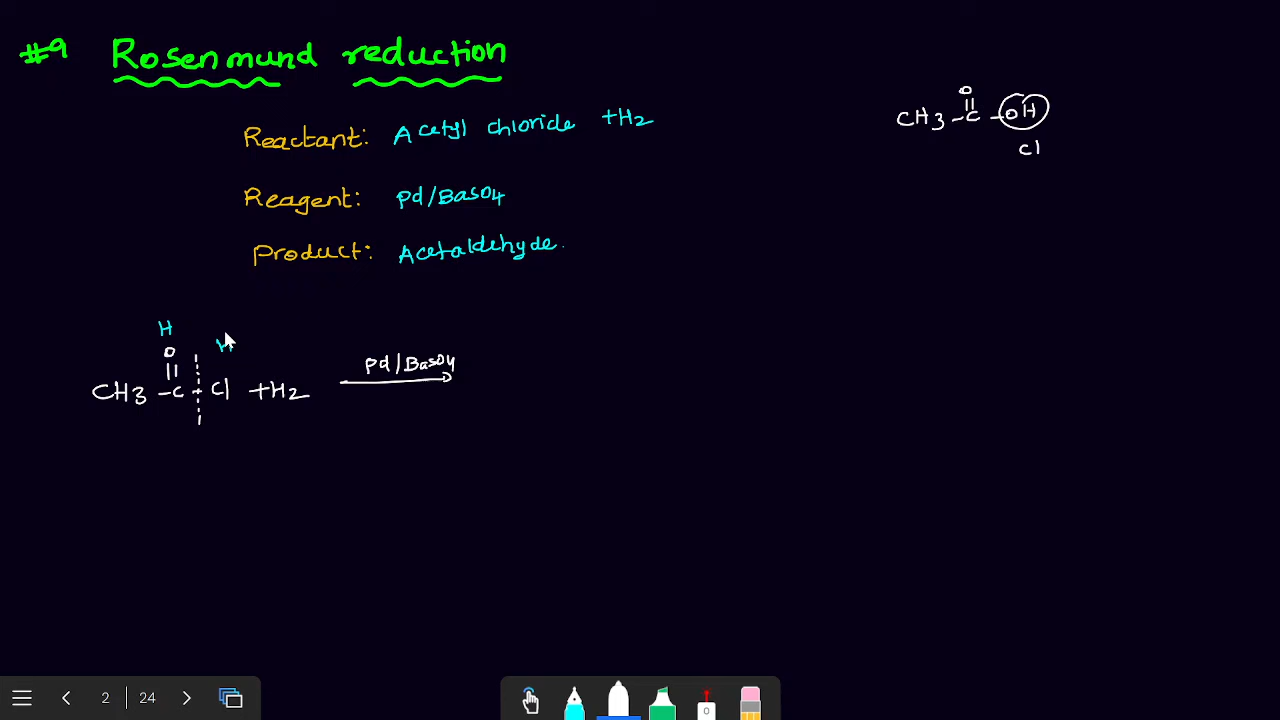 #9 Rosenmund reduction
Reactant: Acetyl chloride +H2
Reagent: Pd/BaSO4
Product: Acetaldehyde.
O
CH3-C-OH
Cl
H
H
O
CH3-C-Cl +H2
Pd/BaSO4
2 | 24
0